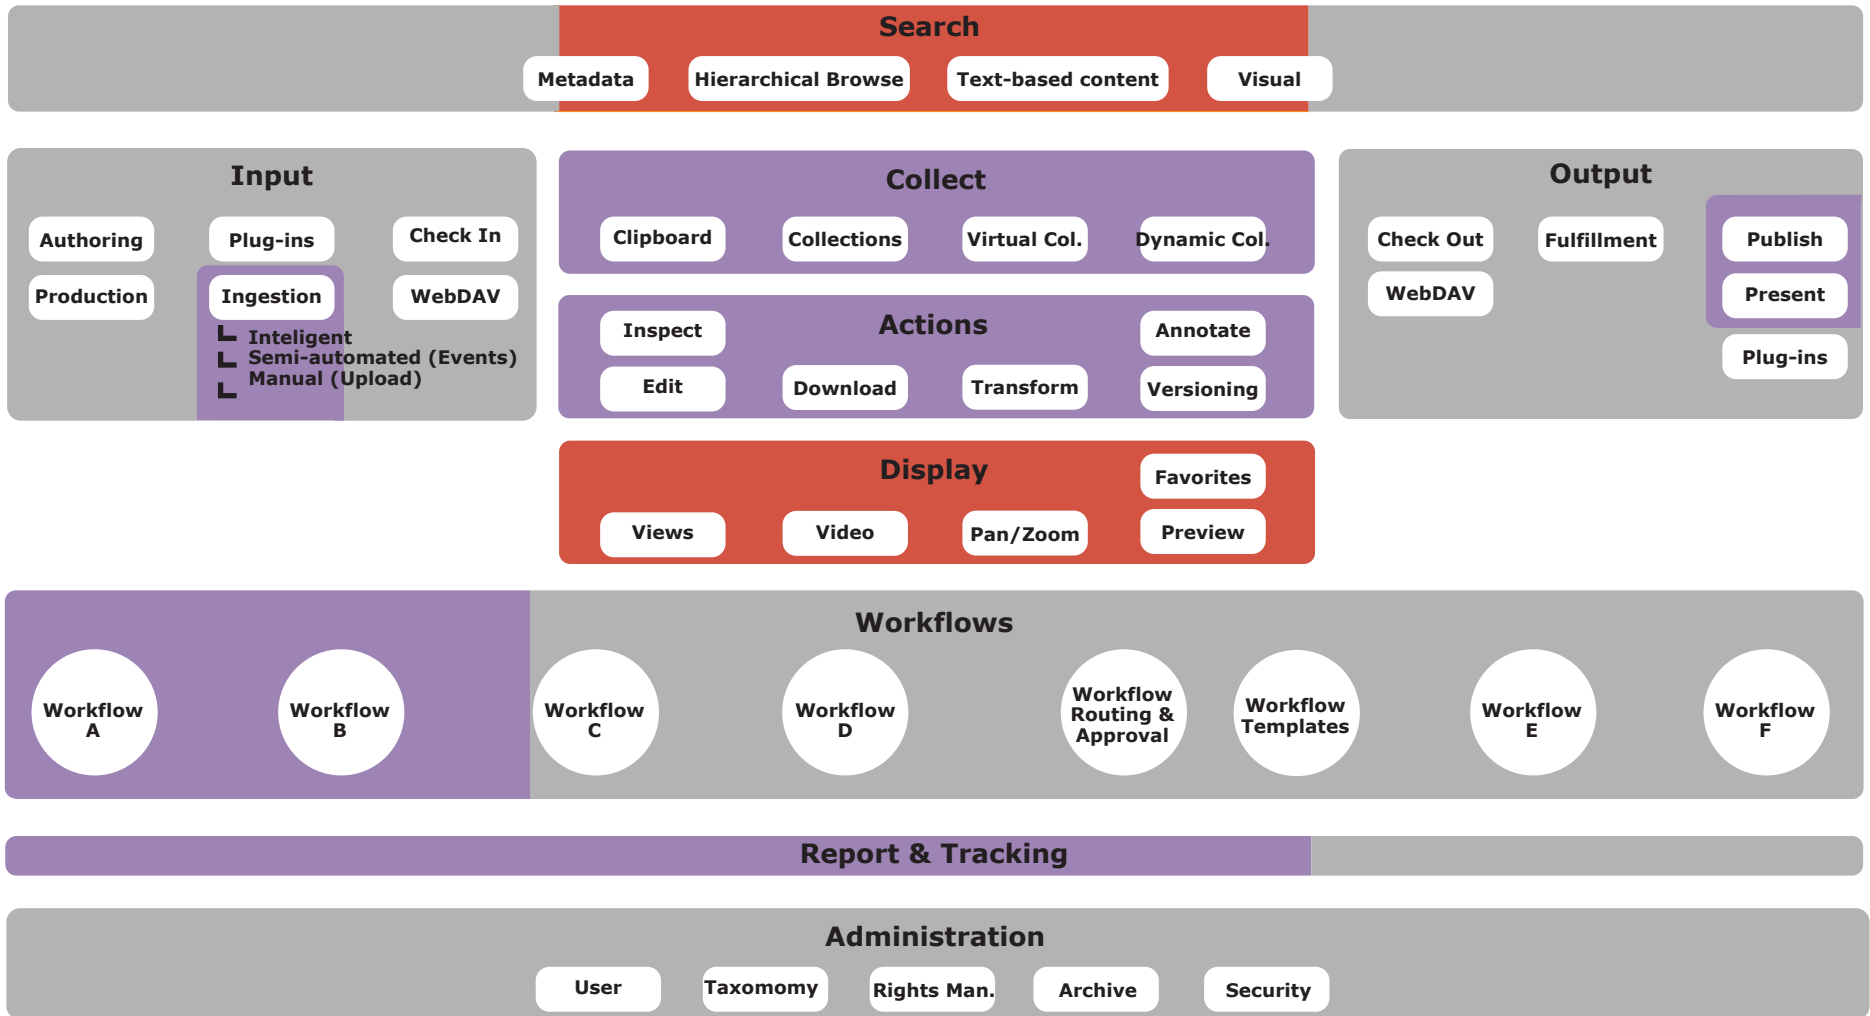 Search
Metadata
Hierarchical Browse
Text-based content
Visual
Input
Authoring
Plug-ins
Check In
Production
Ingestion
WebDAV
Inteligent
Semi-automated (Events)
Manual (Upload)
Collect
Clipboard
Collections
Virtual Col.
Dynamic Col.
Actions
Inspect
Annotate
Edit
Download
Transform
Versioning
Display
Favorites
Views
Video
Pan/Zoom
Preview
Output
Check Out
Fulfillment
Publish
WebDAV
Present
Plug-ins
Workflows
Workflow
A
Workflow
B
Workflow
C
Workflow
D
Workflow
Routing &
Approval
Workflow
Templates
Workflow
E
Workflow
F
Report & Tracking
Administration
User
Taxomomy
Rights Man.
Archive
Security